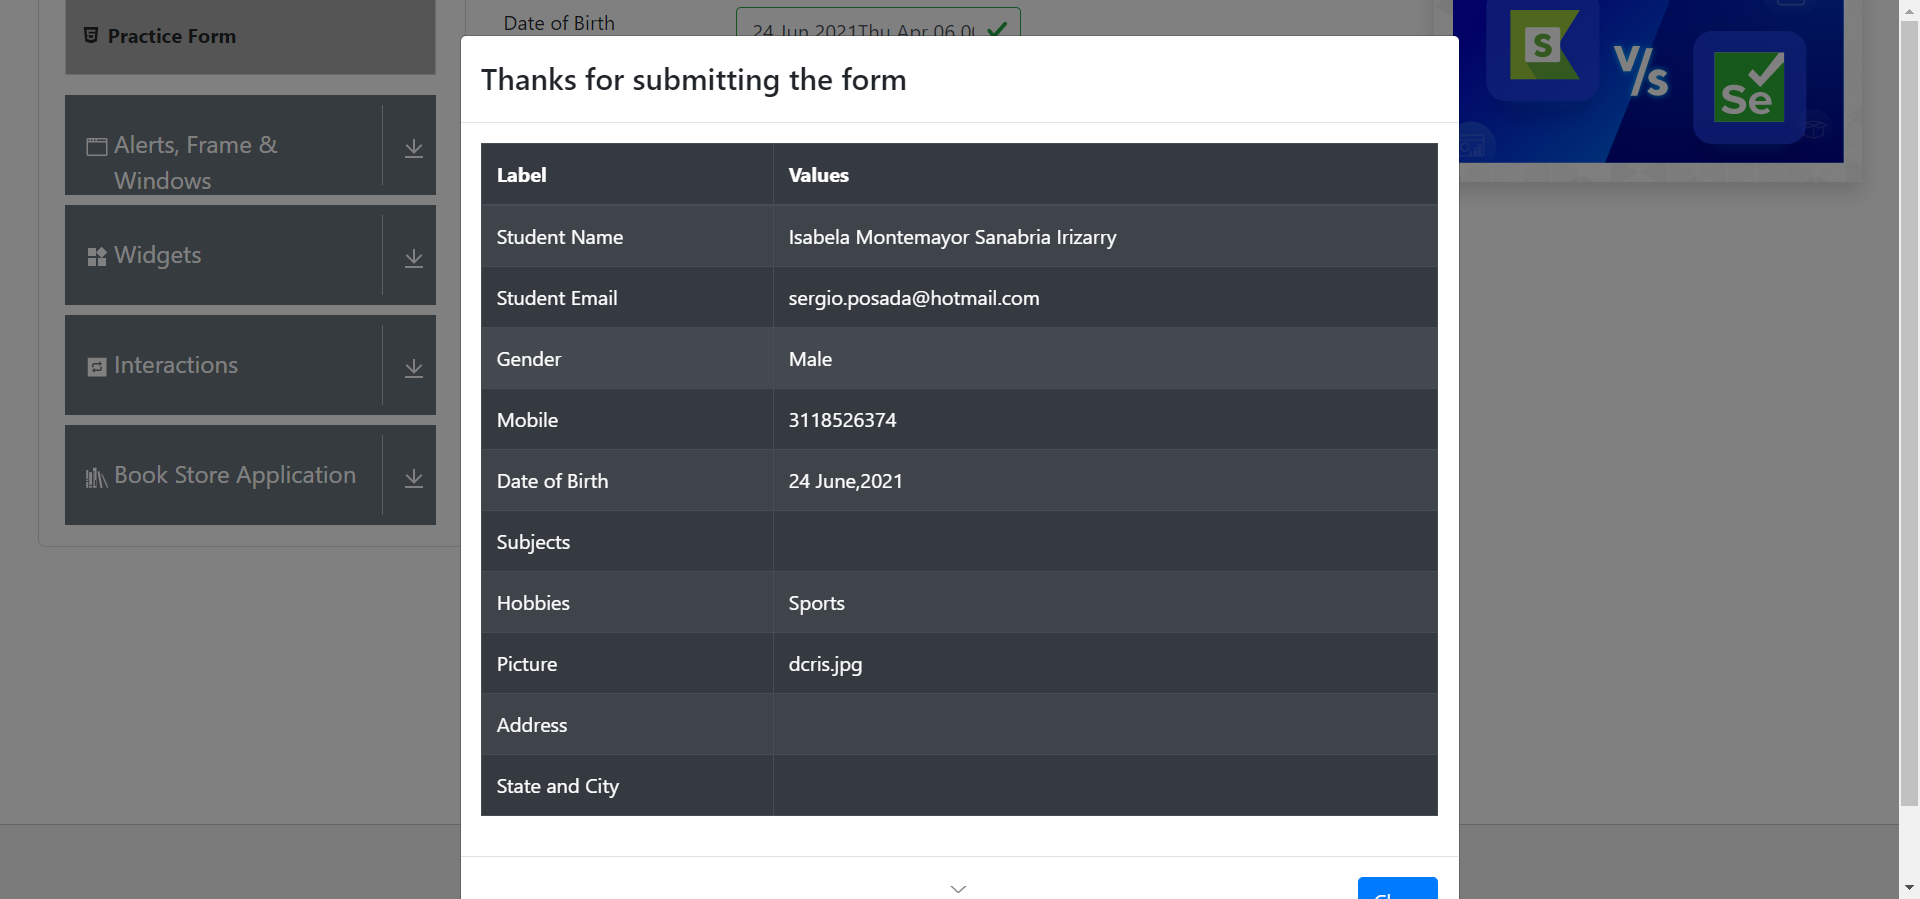 Practice Form
Alerts, Frame &
Windows
Widgets
Interactions
Book Store Application
Date of Birth
24 Jun 2021Thu Apr 06 0
Thanks for submitting the form
Label Values
Student Name Isabela Montemayor Sanabria Irizarry
Student Email sergio.posada@hotmail.com
Gender Male
Mobile 3118526374
Date of Birth 24 June,2021
Subjects
Hobbies Sports
Picture dcris.jpg
Address
State and City
S
V/s
Se